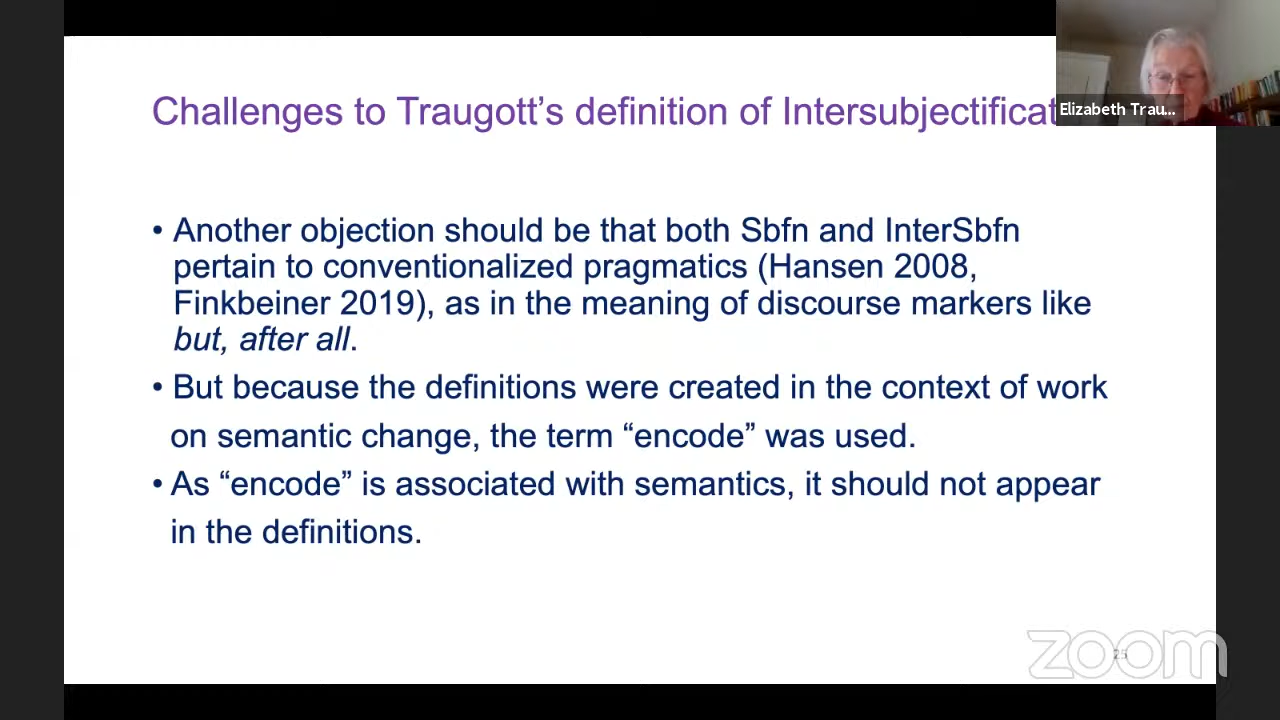 Challenges to Traugott’s definition of Intersubjectificat
Elizabeth Trau...
• Another objection should be that both Sbfn and InterSbfn
pertain to conventionalized pragmatics (Hansen 2008,
Finkbeiner 2019), as in the meaning of discourse markers like
but, after all.
• But because the definitions were created in the context of work
on semantic change, the term “encode” was used.
• As “encode” is associated with semantics, it should not appear
in the definitions.
zoom
25